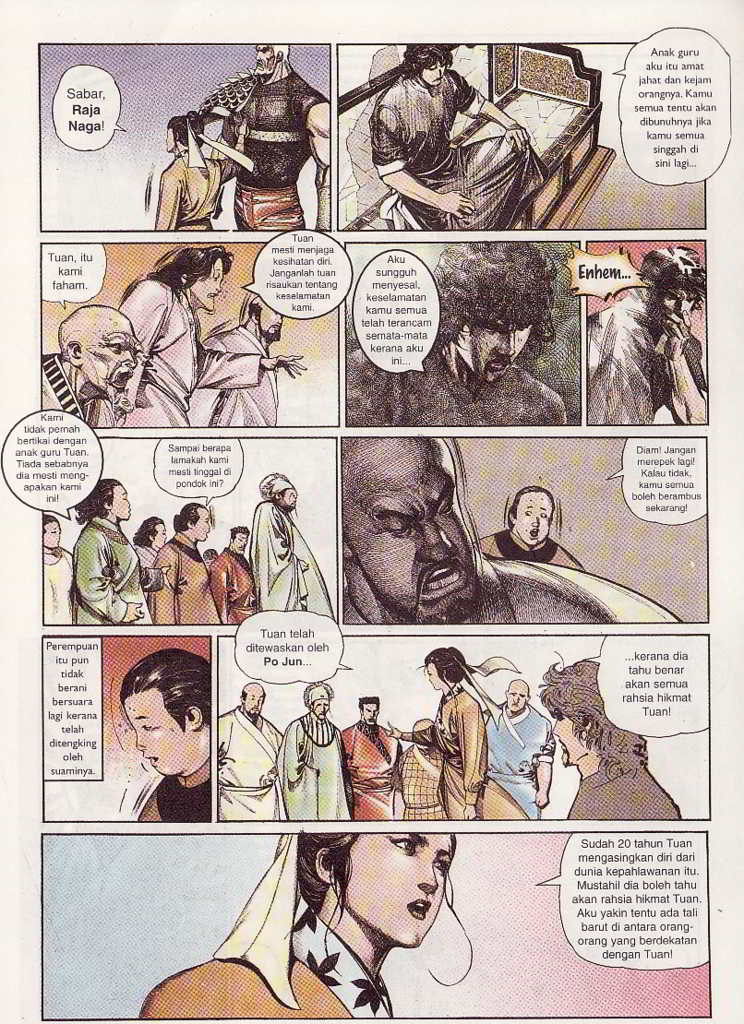 Sabar,
Raja
Naga!
Anak guru
aku itu amat
jahat dan kejam
orangnya. Kamu
semua tentu akan
dibunuhnya jika
kamu semua
singgah di
sini lagi...
Tuan, itu
kami
faham.
Tuan
mesti menjaga
kesihatan diri.
Janganlah tuan
risaukan tentang
keselamatan
kami.
Aku
sungguh
menyesal,
keselamatan
kamu semua
telah terancam
semata-mata
kerana aku
ini...
Enhem...
Kami
tidak pernah
bertikai dengan
anak guru Tuan.
Tiada sebabnya
dia mesti meng-
apakan kami
ini!
Sampai berapa
lamakah kami
mesti tinggal di
pondok ini?
Diam! Jangan
merepek lagi!
Kalau tidak,
kamu semua
boleh berambus
sekarang!
Perempuan
itu pun
tidak
berani
bersuara
lagi kerana
telah
ditengking
oleh
suaminya.
Tuan telah
ditewaskan oleh
Po Jun...
...kerana dia
tahu benar
akan semua
rahsia hikmat
Tuan!
Sudah 20 tahun Tuan
mengasingkan diri dari
dunia kepahlawanan itu.
Mustahil dia boleh tahu
akan rahsia hikmat Tuan.
Aku yakin tentu ada tali
barut di antara orang-
orang yang berdekatan
dengan Tuan!